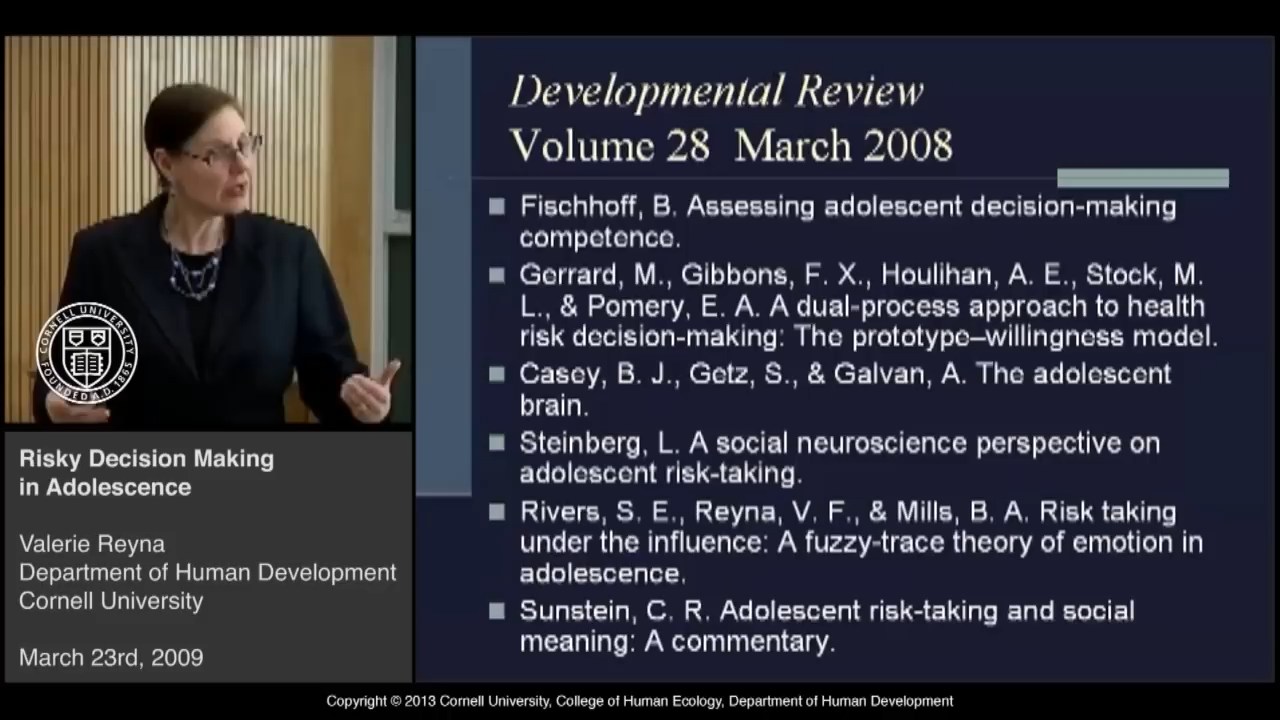 Developmental Review
Volume 28 March 2008
Fischhoff, B. Assessing adolescent decision-making
competence.
Gerrard, M., Gibbons, F. X., Houlihan, A. E., Stock, M.
L., & Pomery, E. A. A dual-process approach to health
risk decision-making: The prototype–willingness model.
Casey, B. J., Getz, S., & Galvan, A. The adolescent
brain.
Steinberg, L. A social neuroscience perspective on
adolescent risk-taking.
Rivers, S. E., Reyna, V. F., & Mills, B. A. Risk taking
under the influence: A fuzzy-trace theory of emotion in
adolescence.
Sunstein, C. R. Adolescent risk-taking and social
meaning: A commentary.
CORNELL UNIVERSITY
FOUNDED A.D. 1865
Risky Decision Making
in Adolescence
Valerie Reyna
Department of Human Development
Cornell University
March 23rd, 2009
Copyright © 2013 Cornell University, College of Human Ecology, Department of Human Development